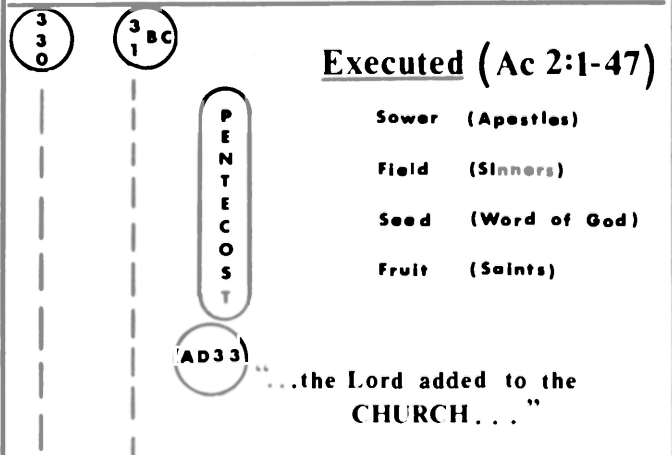 3
3
0
3
1 BC
Executed (Ac 2:1-47)
PENTECOST
Sower (Apostles)
Field (Sinners)
Seed (Word of God)
Fruit (Saints)
AD33
"...the Lord added to the
CHURCH..."